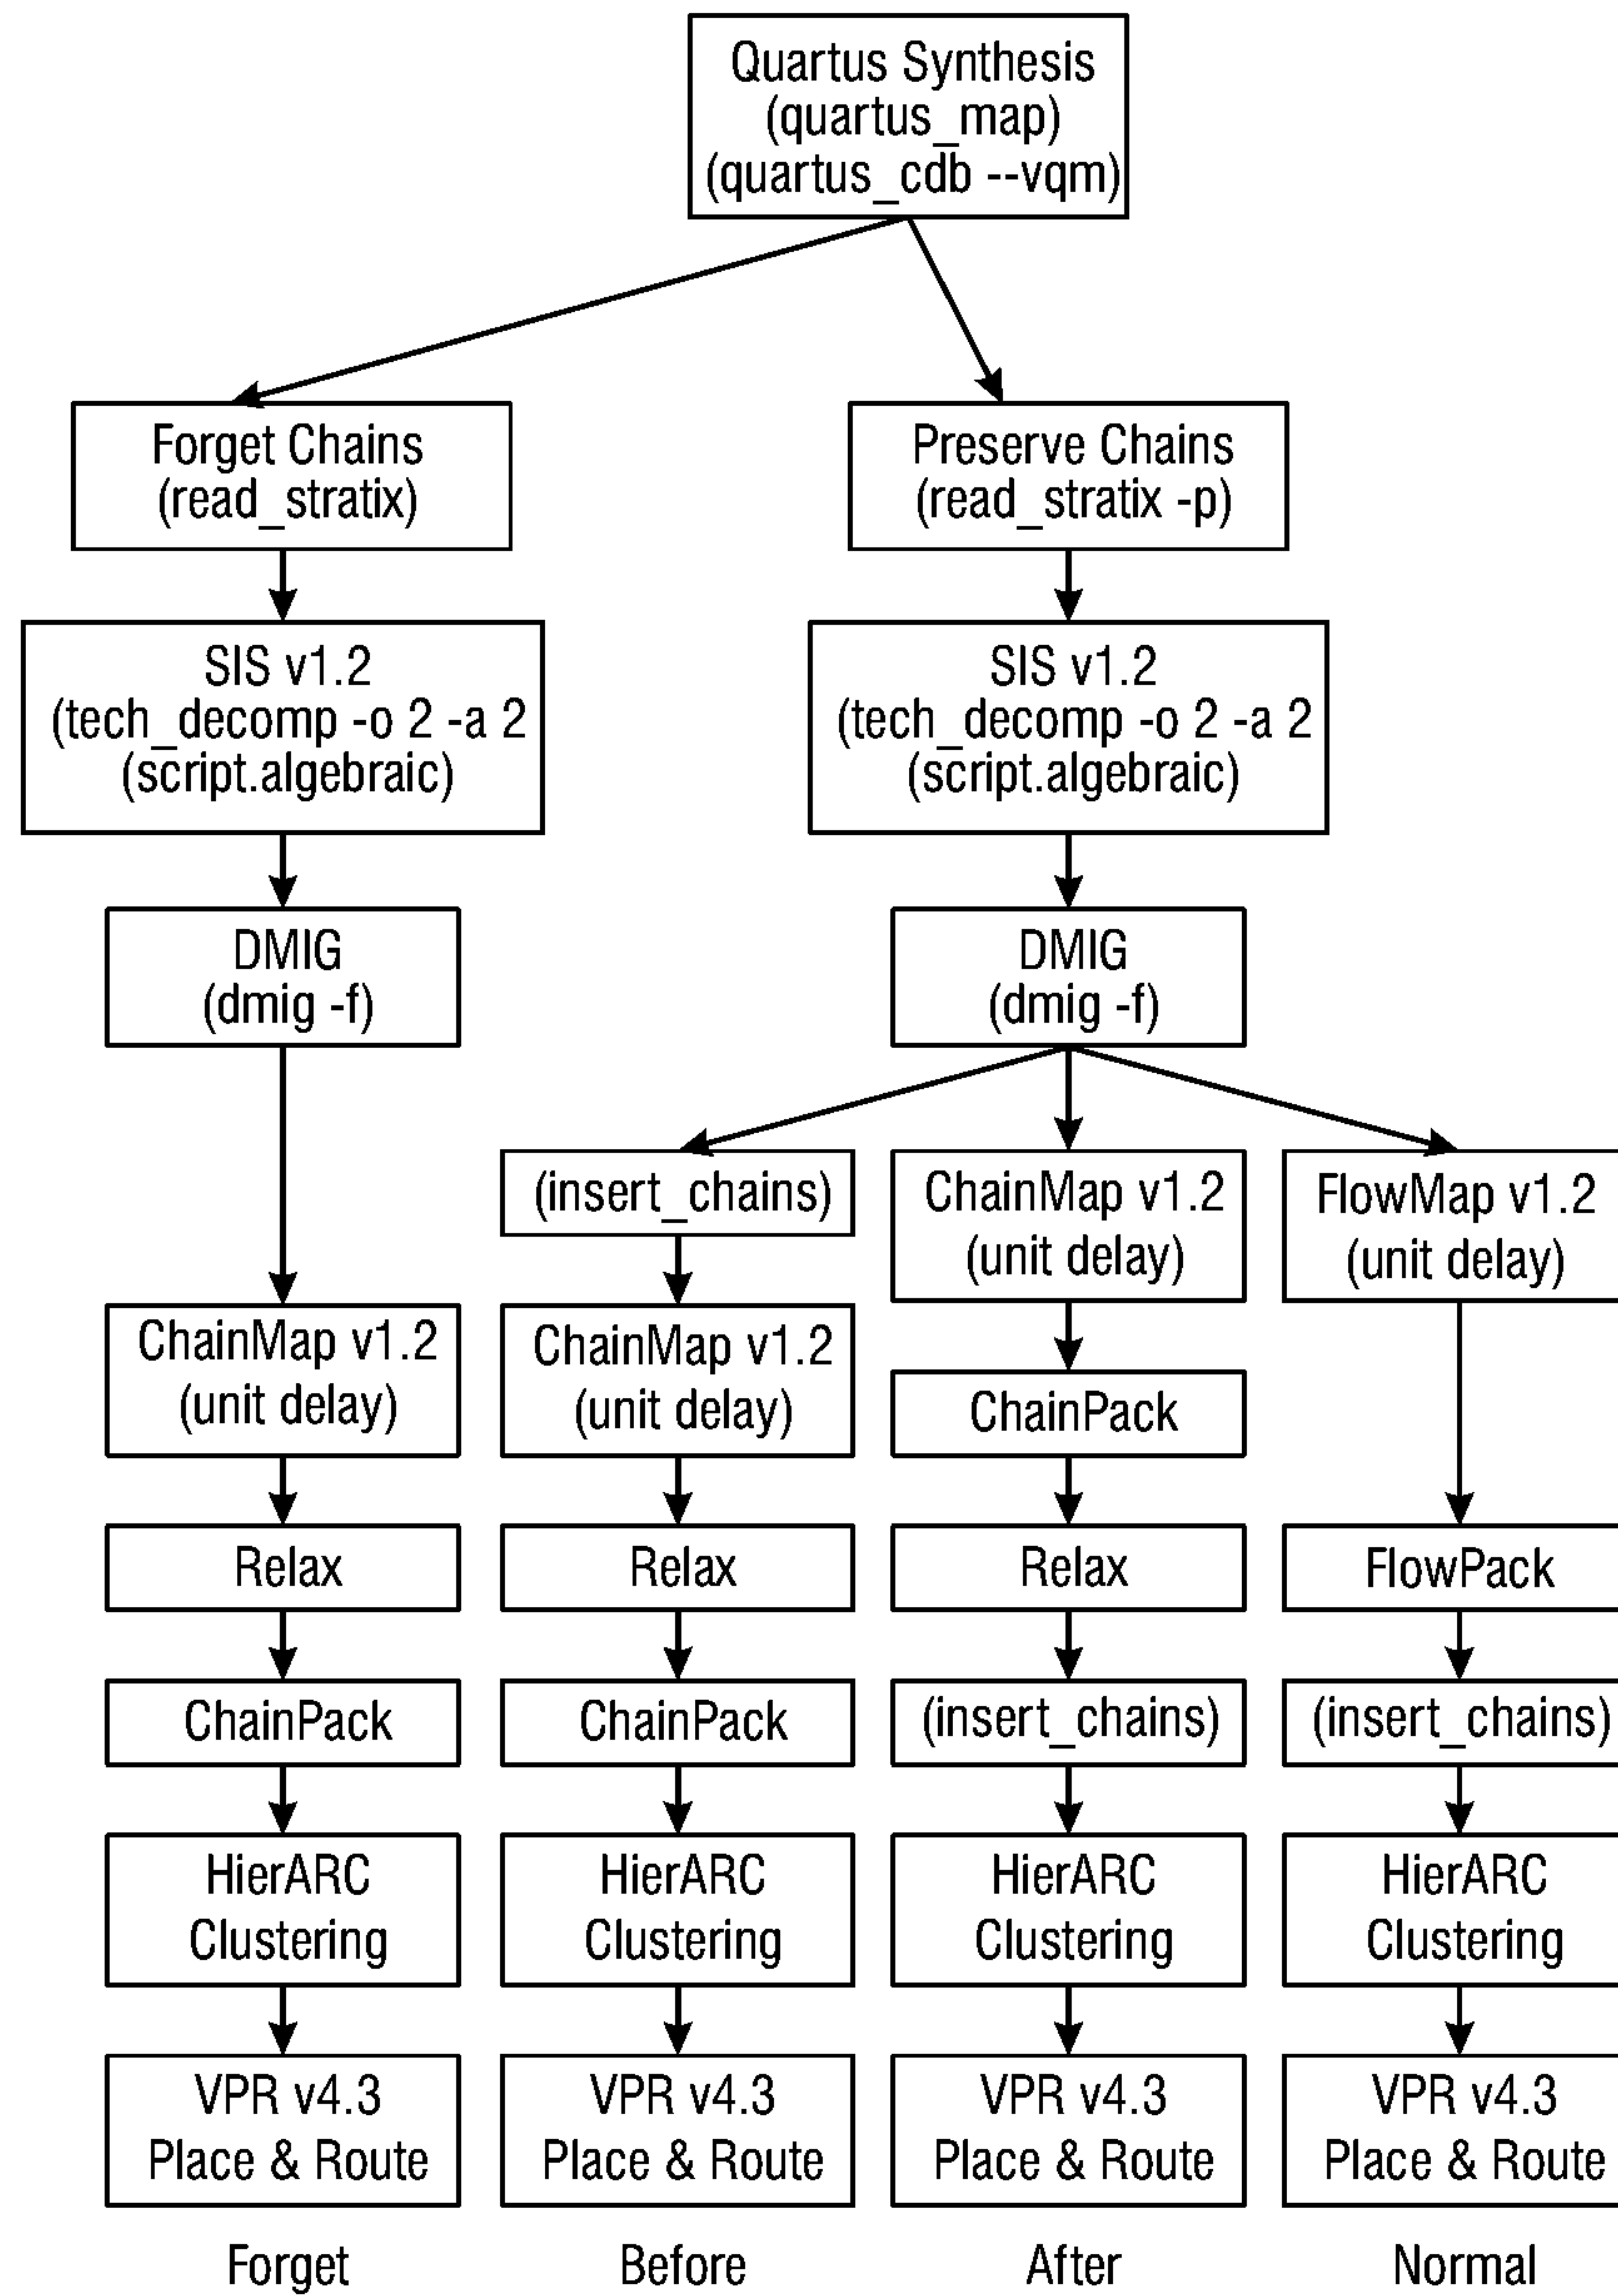 Quartus Synthesis
(quartus_map)
(quartus_cdb --vqm)
Forget Chains
(read_stratix)
Preserve Chains
(read_stratix -p)
SIS v1.2
(tech_decomp -o 2 -a 2
(script.algebraic)
SIS v1.2
(tech_decomp -o 2 -a 2
(script.algebraic)
DMIG
(dmig -f)
DMIG
(dmig -f)
(insert_chains)
ChainMap v1.2
(unit delay)
FlowMap v1.2
(unit delay)
ChainMap v1.2
(unit delay)
ChainMap v1.2
(unit delay)
ChainPack
Relax
Relax
Relax
FlowPack
ChainPack
ChainPack
(insert_chains)
(insert_chains)
HierARC
Clustering
HierARC
Clustering
HierARC
Clustering
HierARC
Clustering
VPR v4.3
Place & Route
VPR v4.3
Place & Route
VPR v4.3
Place & Route
VPR v4.3
Place & Route
Forget
Before
After
Normal